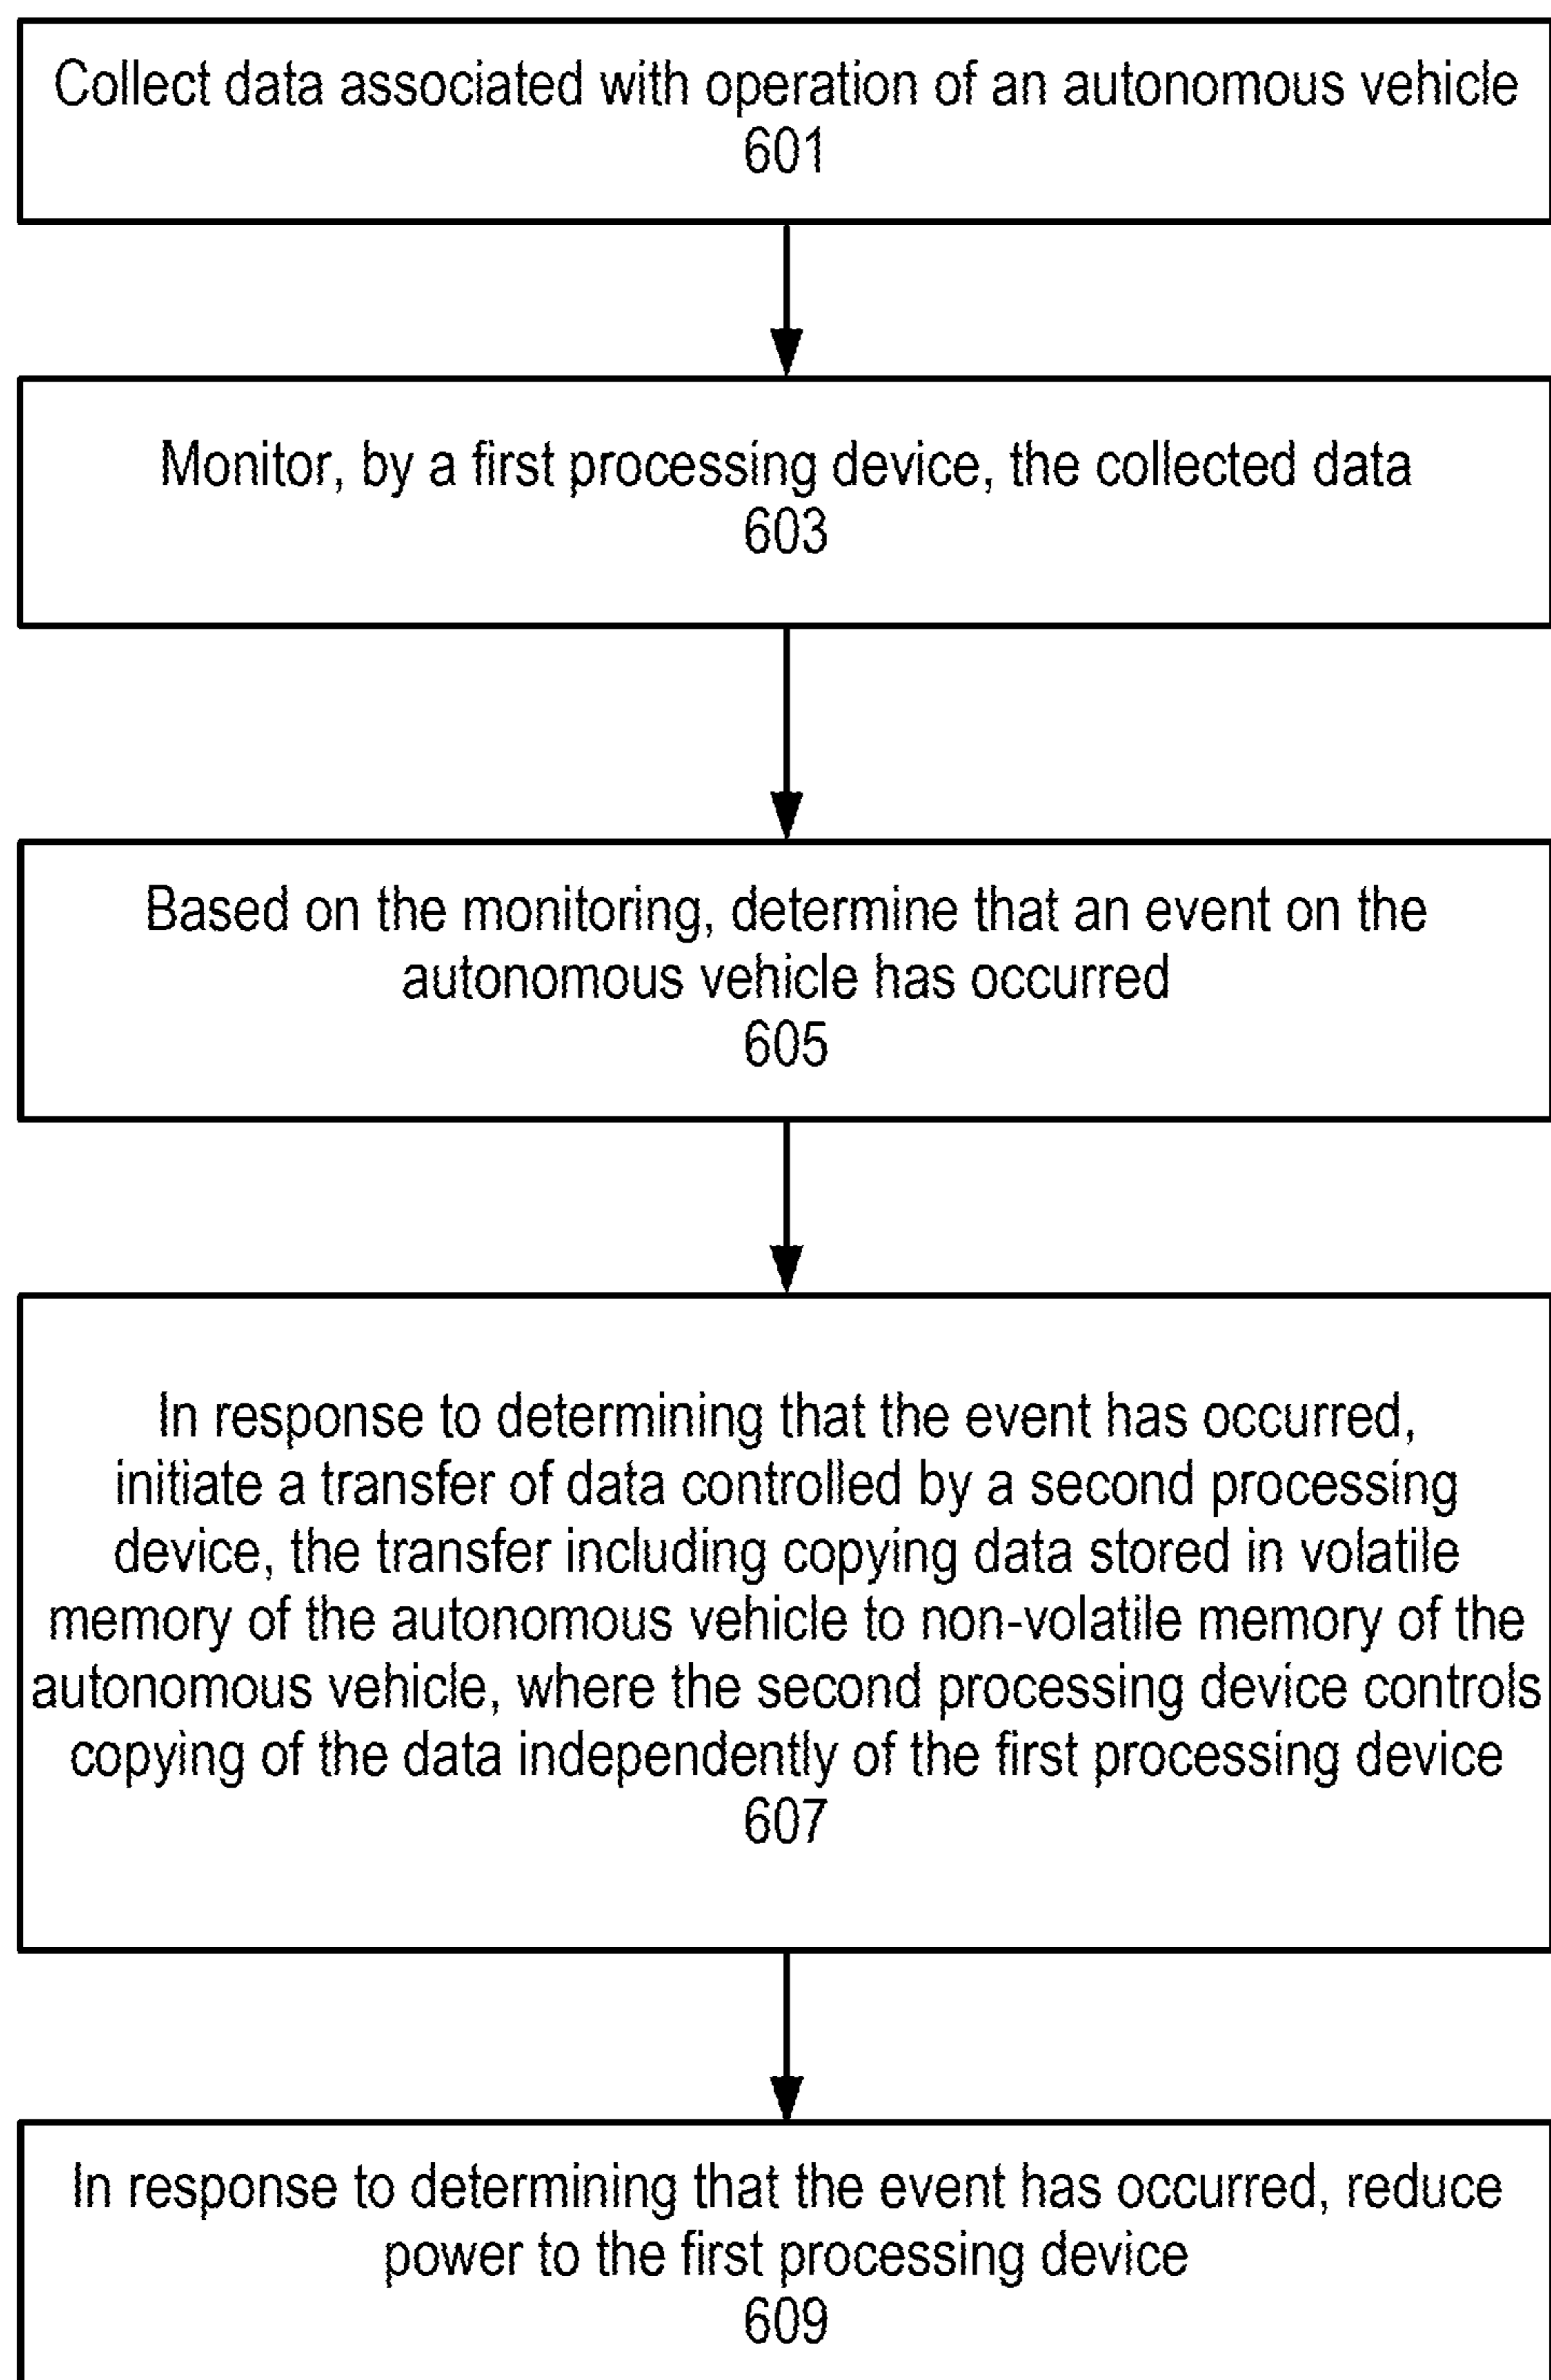 Collect data associated with operation of an autonomous vehicle
601
Monitor, by a first processing device, the collected data
603
Based on the monitoring, determine that an event on the
autonomous vehicle has occurred
605
In response to determining that the event has occurred,
initiate a transfer of data controlled by a second processing
device, the transfer including copying data stored in volatile
memory of the autonomous vehicle to non-volatile memory of the
autonomous vehicle, where the second processing device controls
copying of the data independently of the first processing device
607
In response to determining that the event has occurred, reduce
power to the first processing device
609